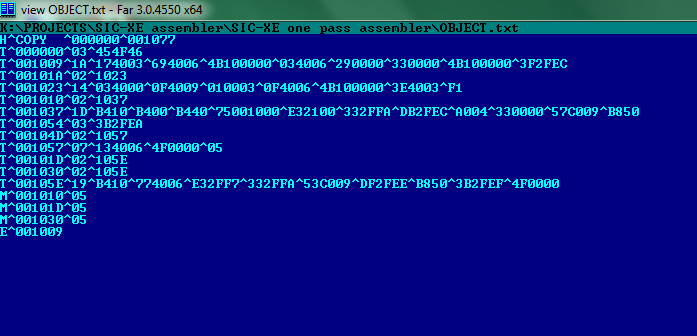 view OBJECT.txt - Far 3.0.4550 x64
K:\PROJECTS\SIC-XE assembler\SIC-XE one pass assembler\OBJECT.txt
H^COPY  ^000000^001077
T^000000^03^454F46
T^001009^1A^174003^694006^4B100000^034006^290000^330000^4B100000^3F2FEC
T^00101A^02^1023
T^001023^14^034000^0F4009^010003^0F4006^4B100000^3E4003^F1
T^001010^02^1037
T^001037^1D^B410^B400^B440^75001000^E32100^332FFA^DB2FEC^A004^330000^57C009^B850
T^001054^03^3B2FEA
T^00104D^02^1057
T^001057^07^134006^4F0000^05
T^00101D^02^105E
T^001030^02^105E
T^00105E^19^B410^774006^E32FF7^332FFA^53C009^DF2FEE^B850^3B2FEF^4F0000
M^001010^05
M^00101D^05
M^001030^05
E^001009